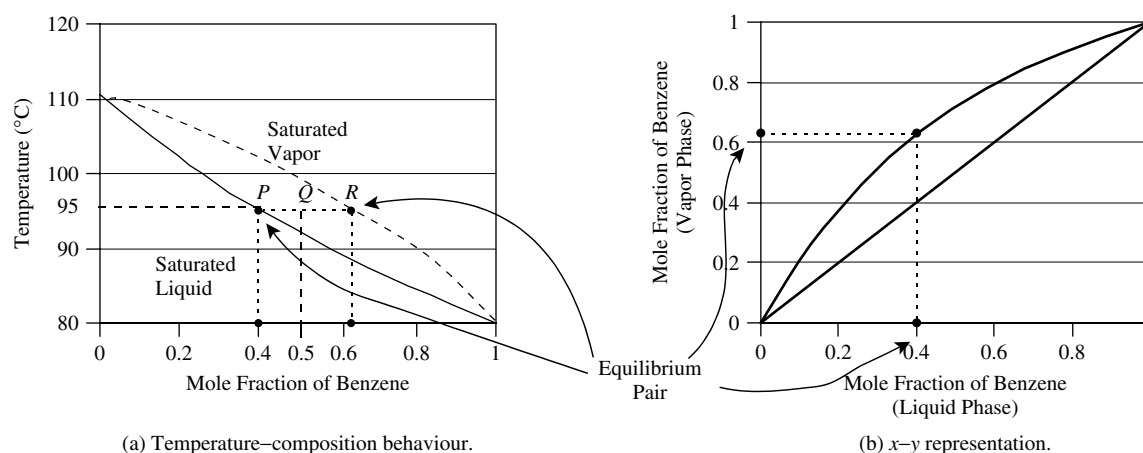 120
110
100
95
90
80
Temperature (°C)
Saturated
Vapor
P
Q
R
Saturated
Liquid
0
0.2
0.4
0.5
0.6
0.8
1
Mole Fraction of Benzene
(a) Temperature–composition behaviour.
Equilibrium
Pair
1
0.8
0.6
0.4
0.2
0
Mole Fraction of Benzene
(Vapor Phase)
0
0.2
0.4
0.6
0.8
Mole Fraction of Benzene
(Liquid Phase)
(b) x–y representation.